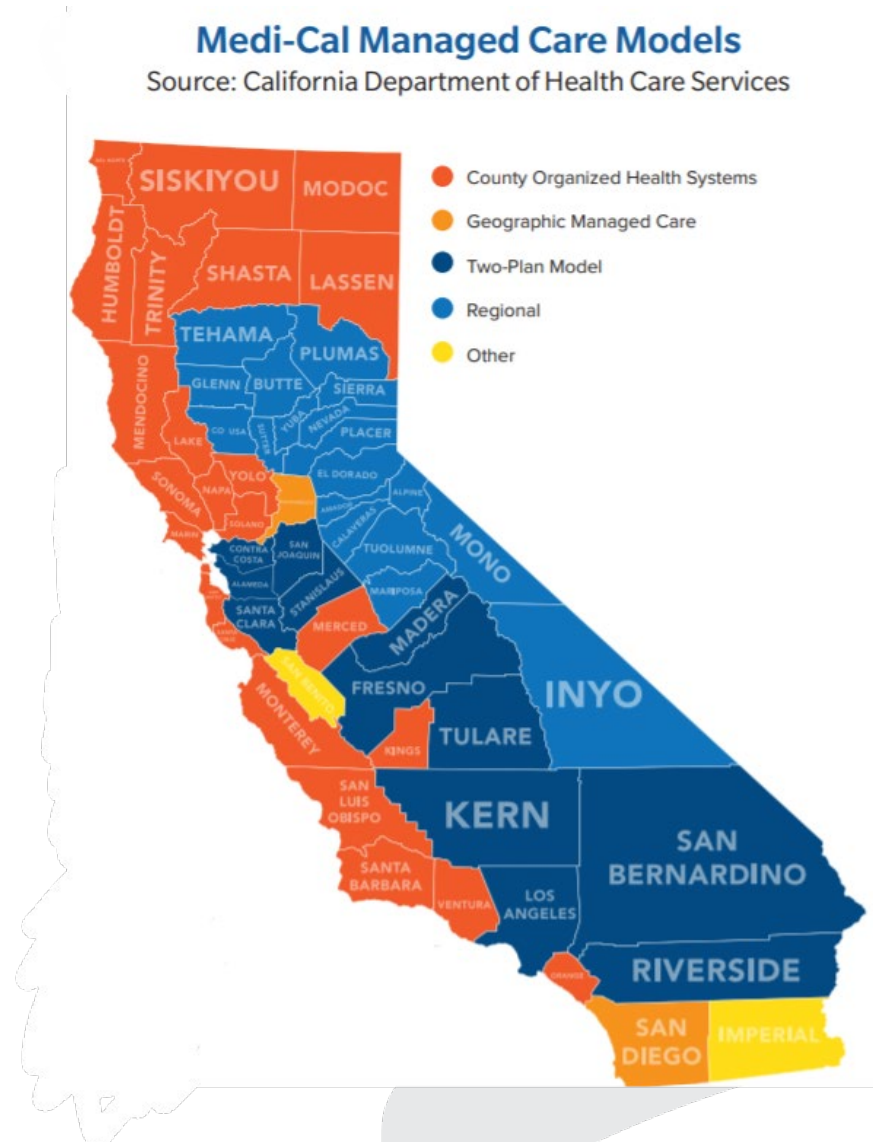 Medi-Cal Managed Care Models
Source: California Department of Health Care Services
County Organized Health Systems
Geographic Managed Care
Two-Plan Model
Regional
Other
SISKIYOU
MODOC
HUMBOLDT
TRINITY
SHASTA
LASSEN
TEHAMA
PLUMAS
MENDOCINO
GLENN
BUTTE
SIERRA
LAKE
CO USA
SUTTER
YUBA
NEVADA
PLACER
SONOMA
NAPA
YOLO
EL DORADO
ALPINE
SOLANO
AMADOR
MARIN
CALAVERAS
CONTRA
COSTA
SAN
JOAQUIN
TUOLUMNE
MONO
ALAMEDA
STANISLAUS
MARIPOSA
SANTA
CLARA
MERCED
MADERA
SAN BENITO
FRESNO
INYO
MONTEREY
KINGS
TULARE
SAN
LUIS
OBISPO
KERN
SAN
BERNARDINO
SANTA
BARBARA
VENTURA
LOS
ANGELES
ORANGE
RIVERSIDE
SAN
DIEGO
IMPERIAL